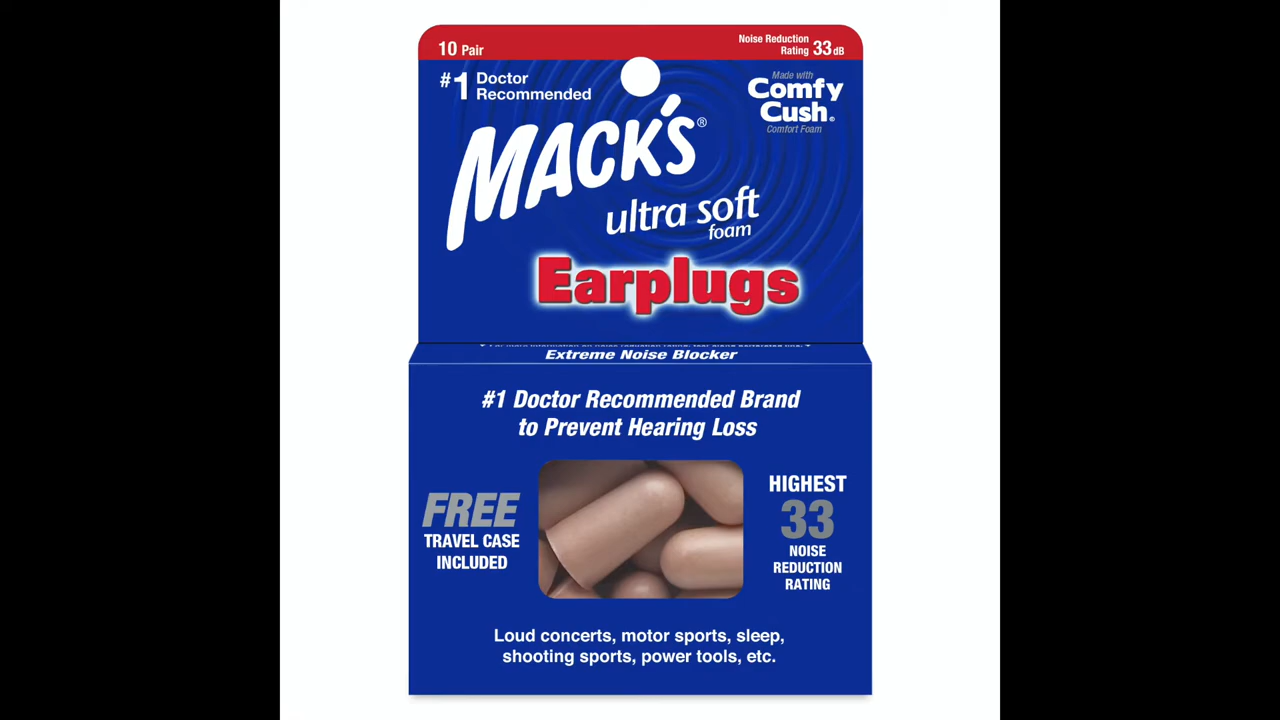 10 Pair
Noise Reduction
Rating 33 dB
#1 Doctor
Recommended
Made with
Comfy
Cush®
Comfort Foam
MACK'S®
ultra soft
foam
Earplugs
Extreme Noise Blocker
#1 Doctor Recommended Brand
to Prevent Hearing Loss
FREE
TRAVEL CASE
INCLUDED
HIGHEST
33
NOISE
REDUCTION
RATING
Loud concerts, motor sports, sleep,
shooting sports, power tools, etc.